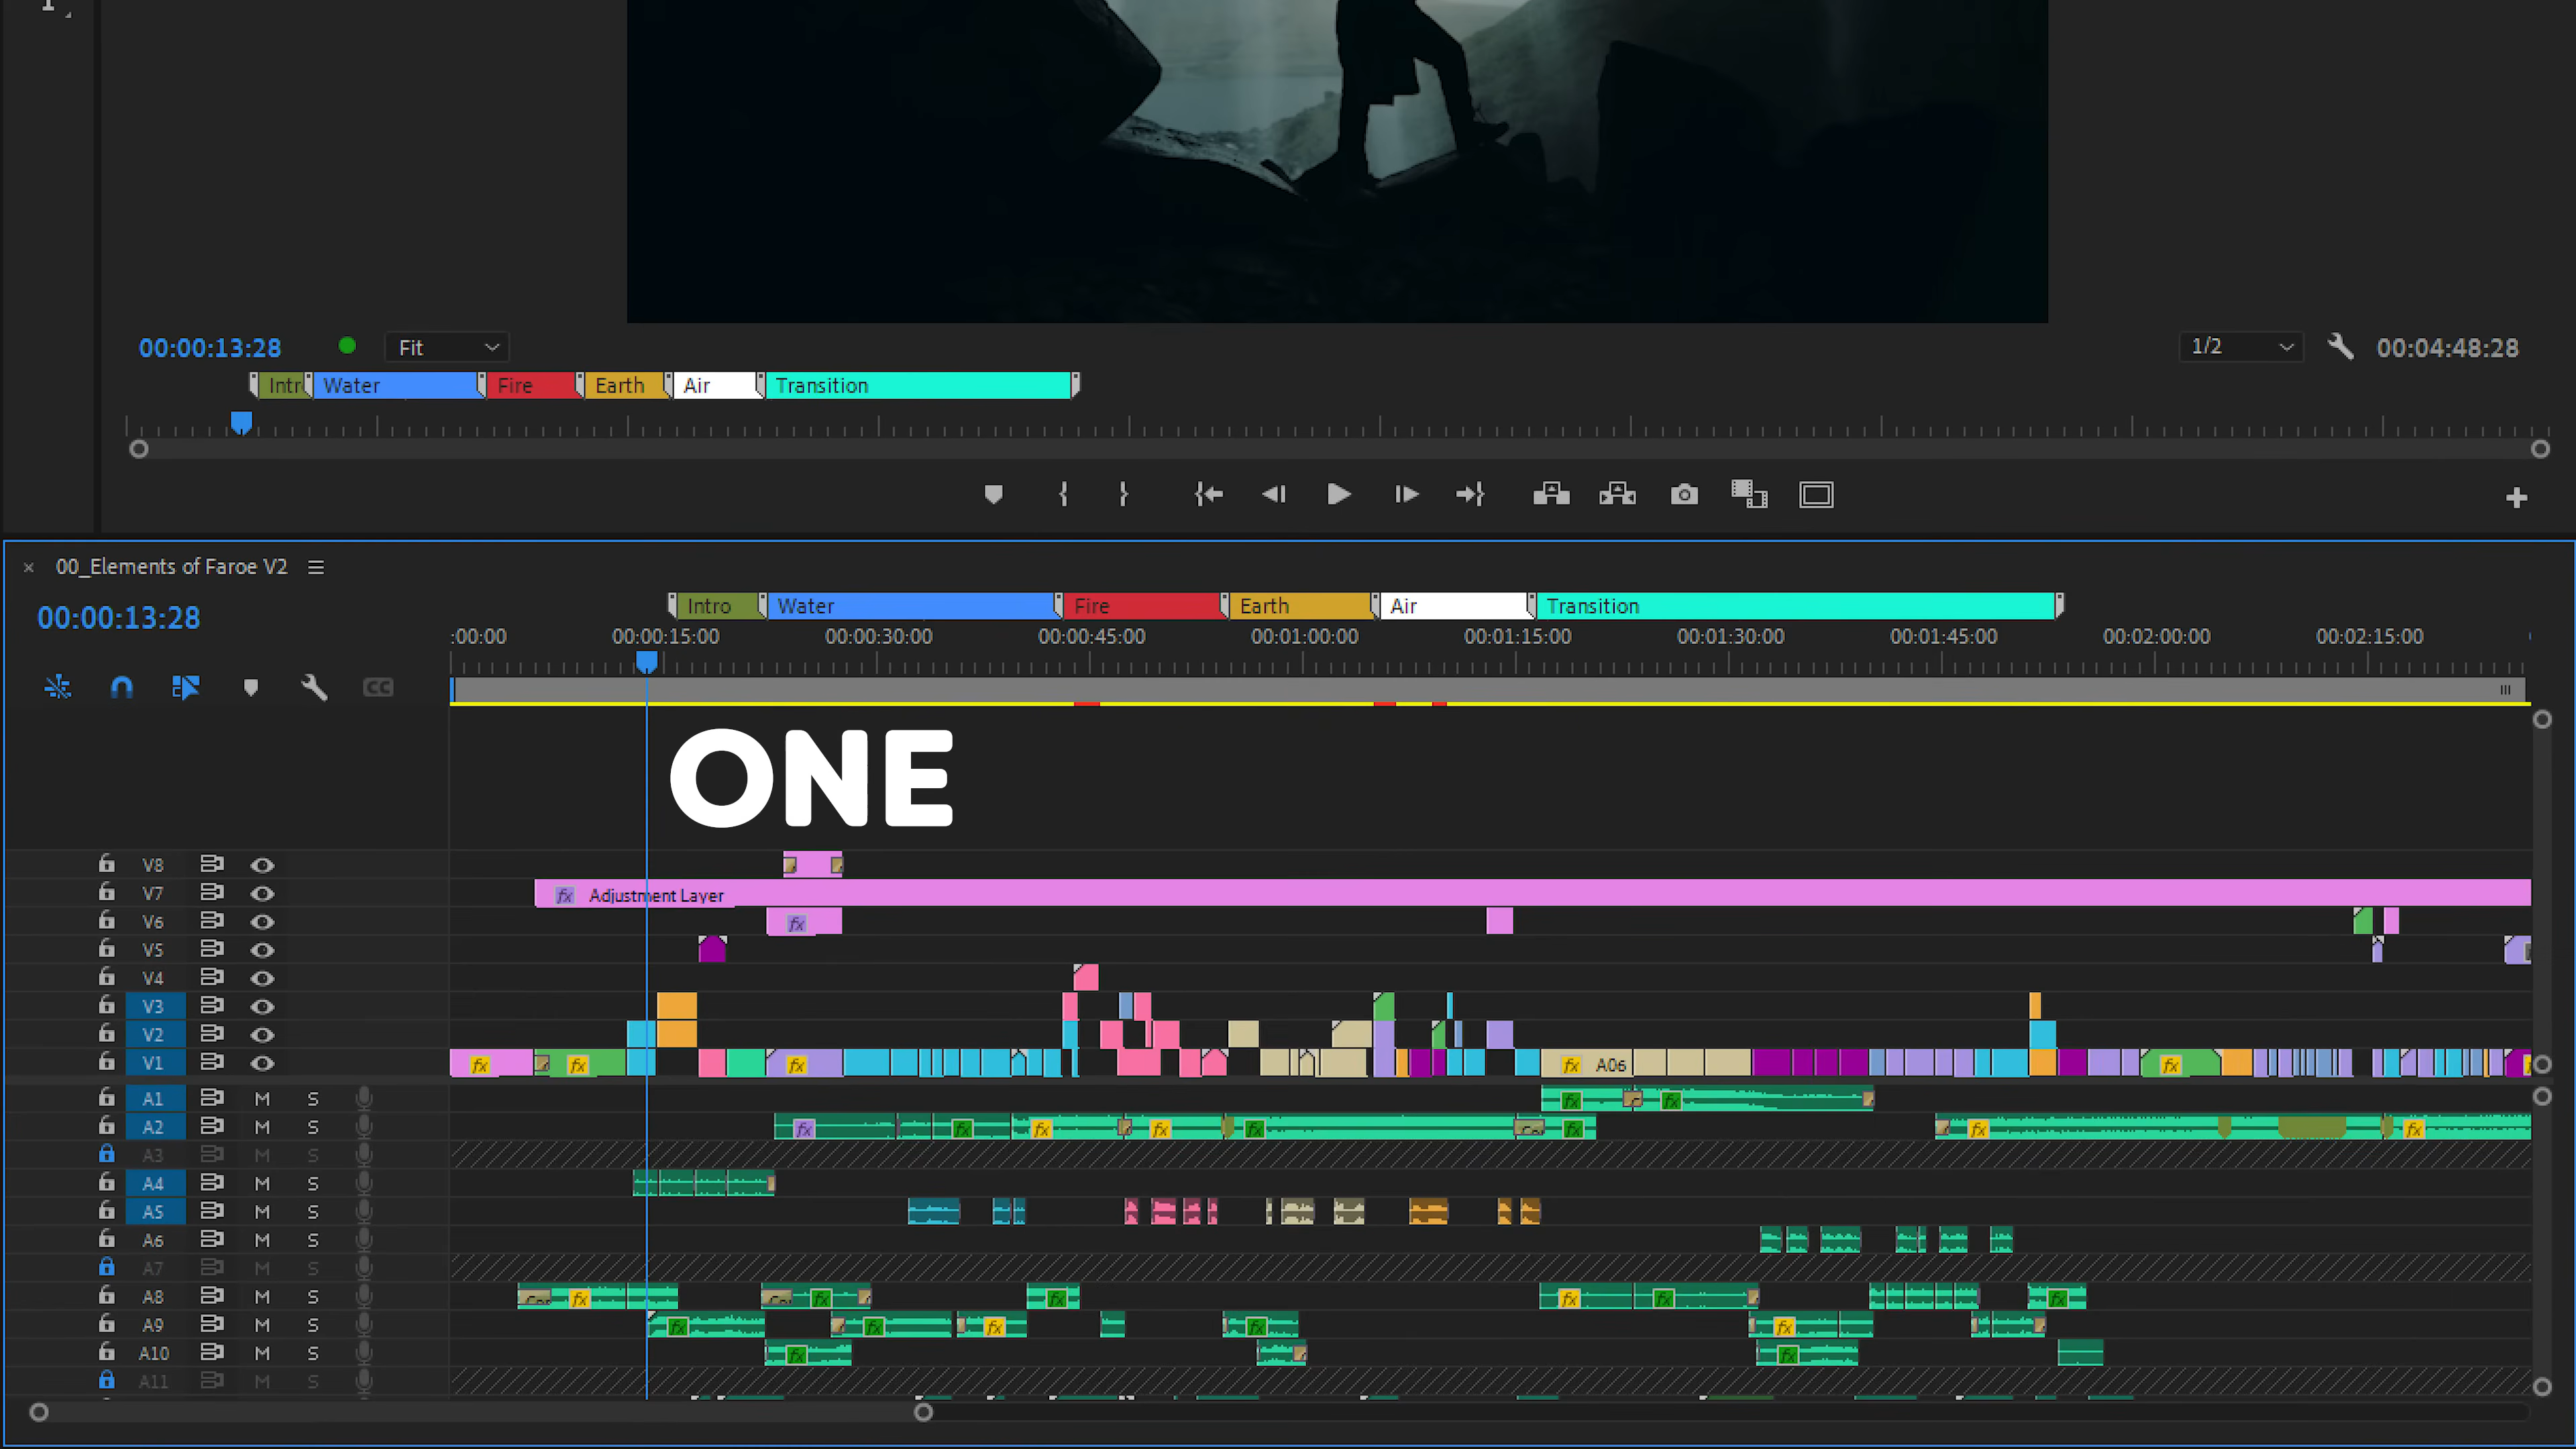 00:00:13:28 Fit 1/2 00:04:48:28
Intr Water Fire Earth Air Transition
00_Elements of Faroe V2
00:00:13:28
Intro Water Fire Earth Air Transition
:00:00 00:00:15:00 00:00:30:00 00:00:45:00 00:01:00:00 00:01:15:00 00:01:30:00 00:01:45:00 00:02:00:00 00:02:15:00
CC
ONE
V8
V7 fx Adjustment Layer
V6 fx
V5
V4
V3
V2
V1 fx fx fx fx A06 fx
A1 M S fx fx
A2 M S fx fx fx fx fx fx fx fx
A3 M S
A4 M S
A5 M S
A6 M S
A7 M S
A8 M S fx fx fx fx fx fx
A9 M S fx fx fx fx fx
A10 M S fx fx
A11 M S